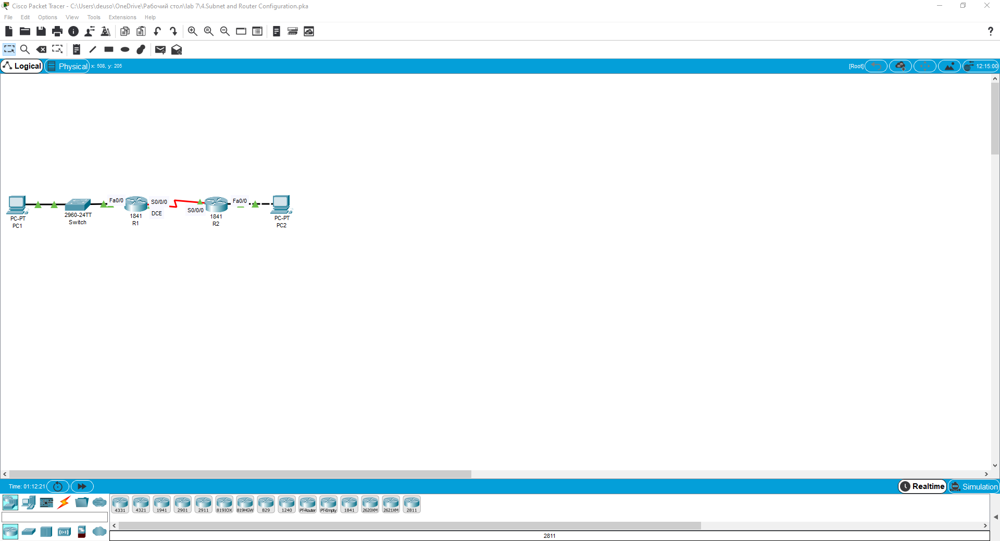 Cisco Packet Tracer - C:\Users\deuso\OneDrive\Рабочий стол\lab 7\4.Subnet and Router Configuration.pka
File Edit Options View Tools Extensions Help
Logical Physical x: 508, y: 205 [Root] 12:15:00
Fa0/0 S0/0/0 Fa0/0
S0/0/0
DCE
2960-24TT 1841 1841
PC-PT Switch R1 R2 PC-PT
PC1 PC2
Time: 01:12:21 Realtime Simulation
4331 4321 1941 2901 2911 819IOX 819HGW 829 1240 PT-Router PT-Empty 1841 2620XM 2621XM 2811
2811